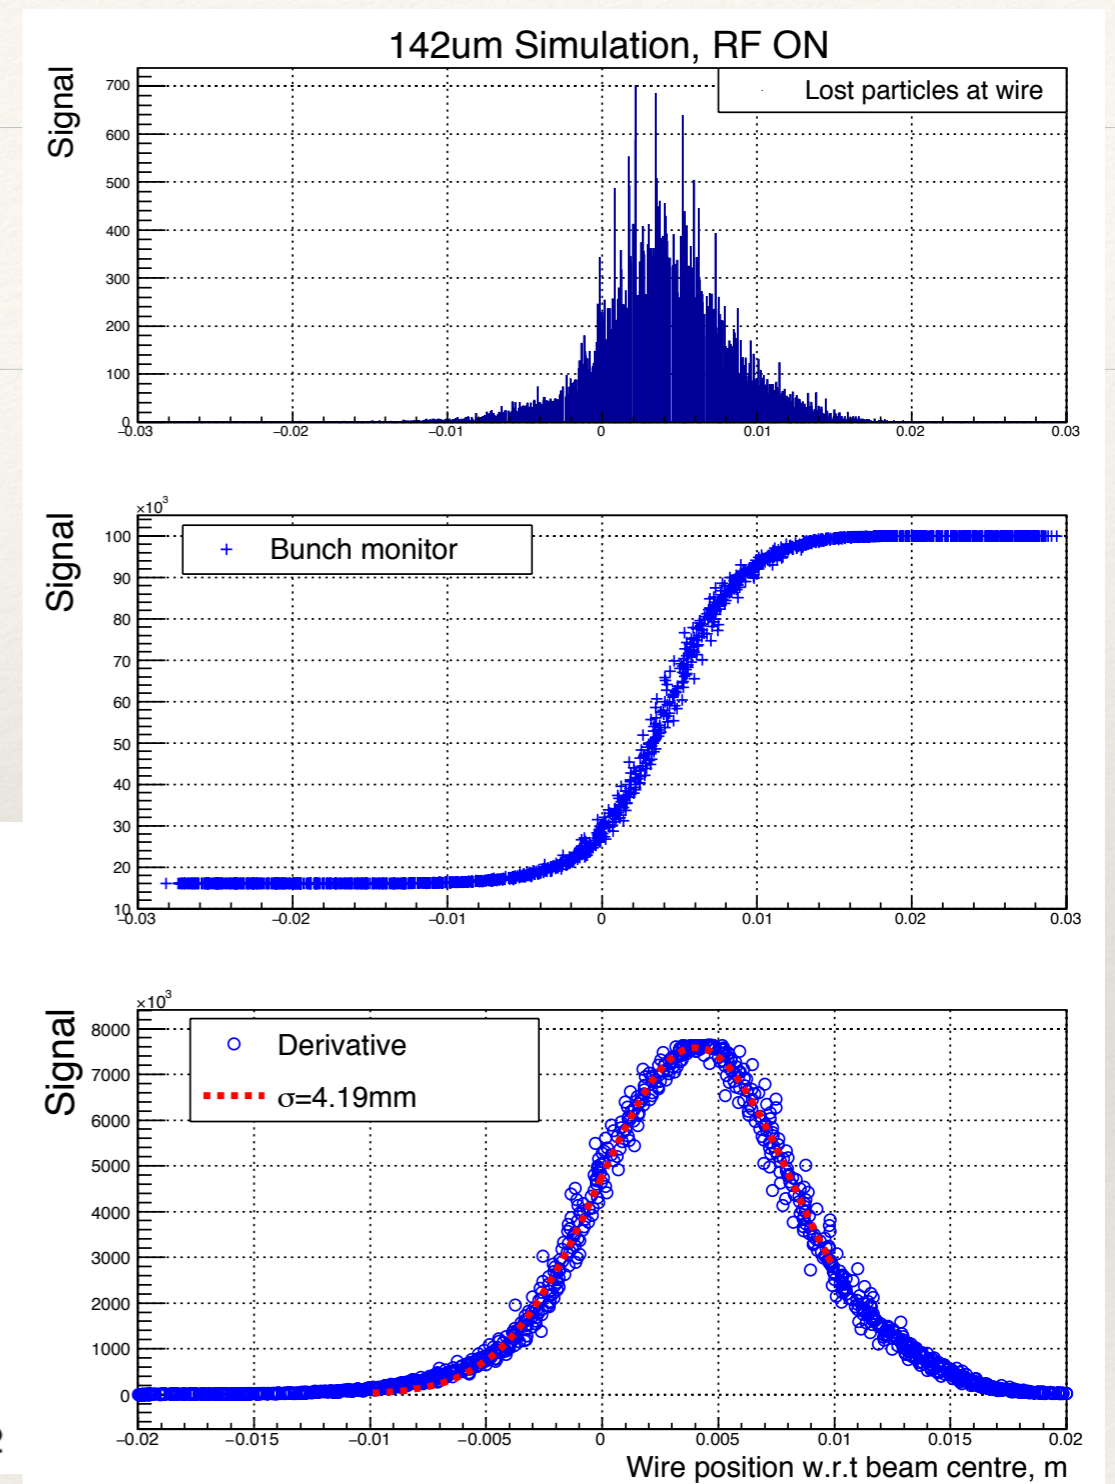 142um Simulation, RF ON
Signal
Lost particles at wire
700
600
500
400
300
200
100
0
−0.03 −0.02 −0.01 0 0.01 0.02 0.03
×10³
Signal
Bunch monitor
100
90
80
70
60
50
40
30
20
10
−0.03 −0.02 −0.01 0 0.01 0.02 0.03
×10³
Signal
Derivative
σ=4.19mm
8000
7000
6000
5000
4000
3000
2000
1000
0
−0.02 −0.015 −0.01 −0.005 0 0.005 0.01 0.015 0.02
Wire position w.r.t beam centre, m